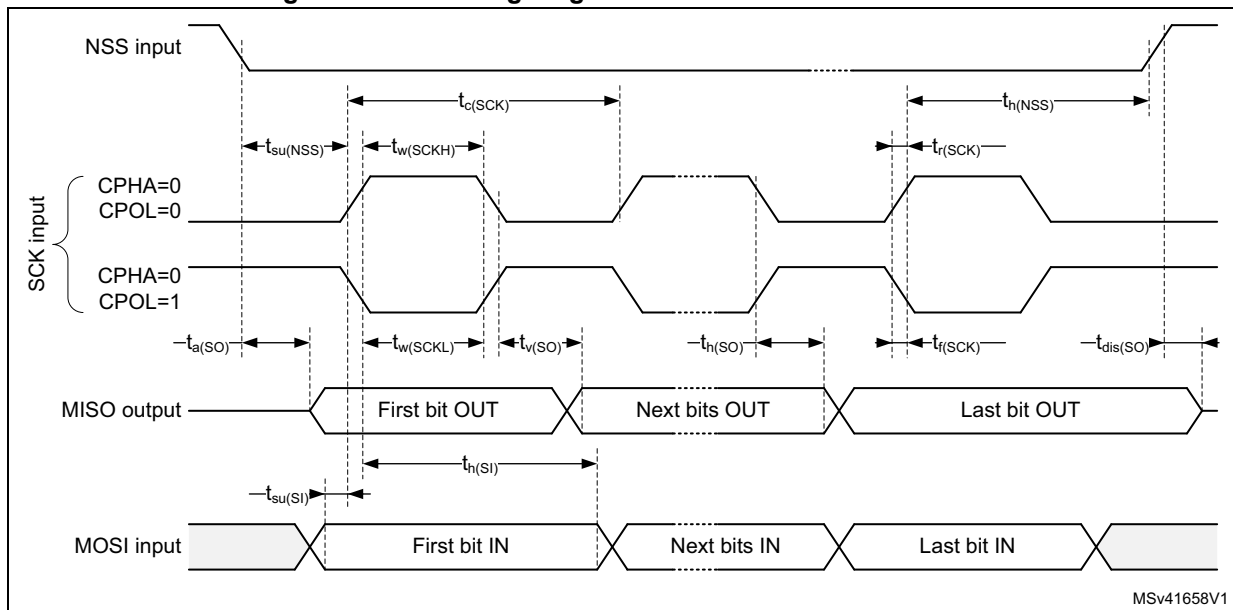 NSS input
tc(SCK)
th(NSS)
tsu(NSS)
tw(SCKH)
tr(SCK)
SCK input
CPHA=0
CPOL=0
CPHA=0
CPOL=1
ta(SO)
tw(SCKL)
tv(SO)
th(SO)
tf(SCK)
tdis(SO)
MISO output
First bit OUT
Next bits OUT
Last bit OUT
th(SI)
tsu(SI)
MOSI input
First bit IN
Next bits IN
Last bit IN
MSv41658V1